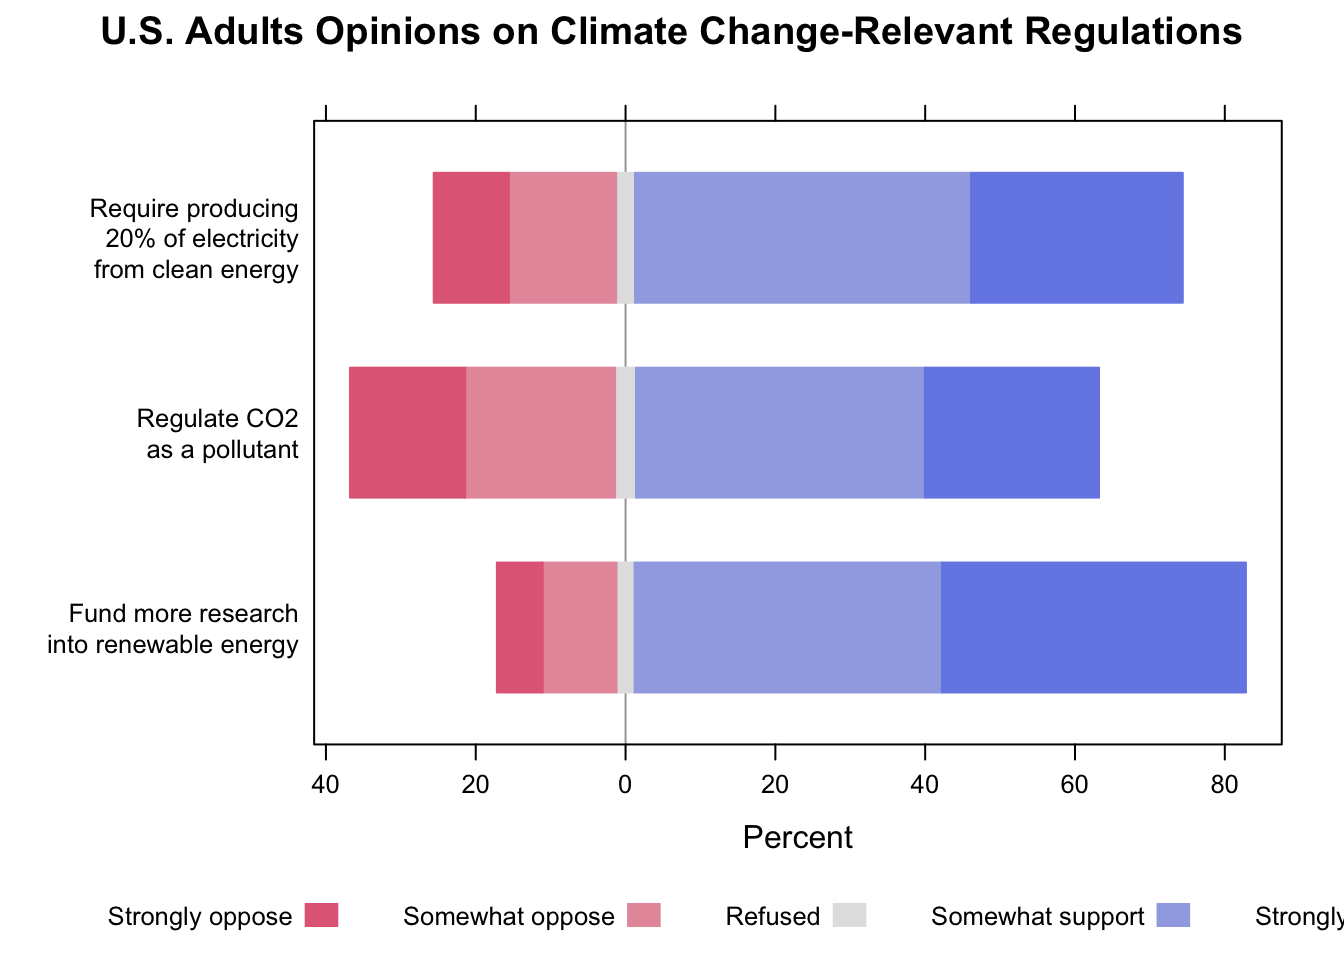 U.S. Adults Opinions on Climate Change-Relevant Regulations
Require producing
20% of electricity
from clean energy
Regulate CO2
as a pollutant
Fund more research
into renewable energy
40 20 0 20 40 60 80
Percent
Strongly oppose Somewhat oppose Refused Somewhat support Strongly